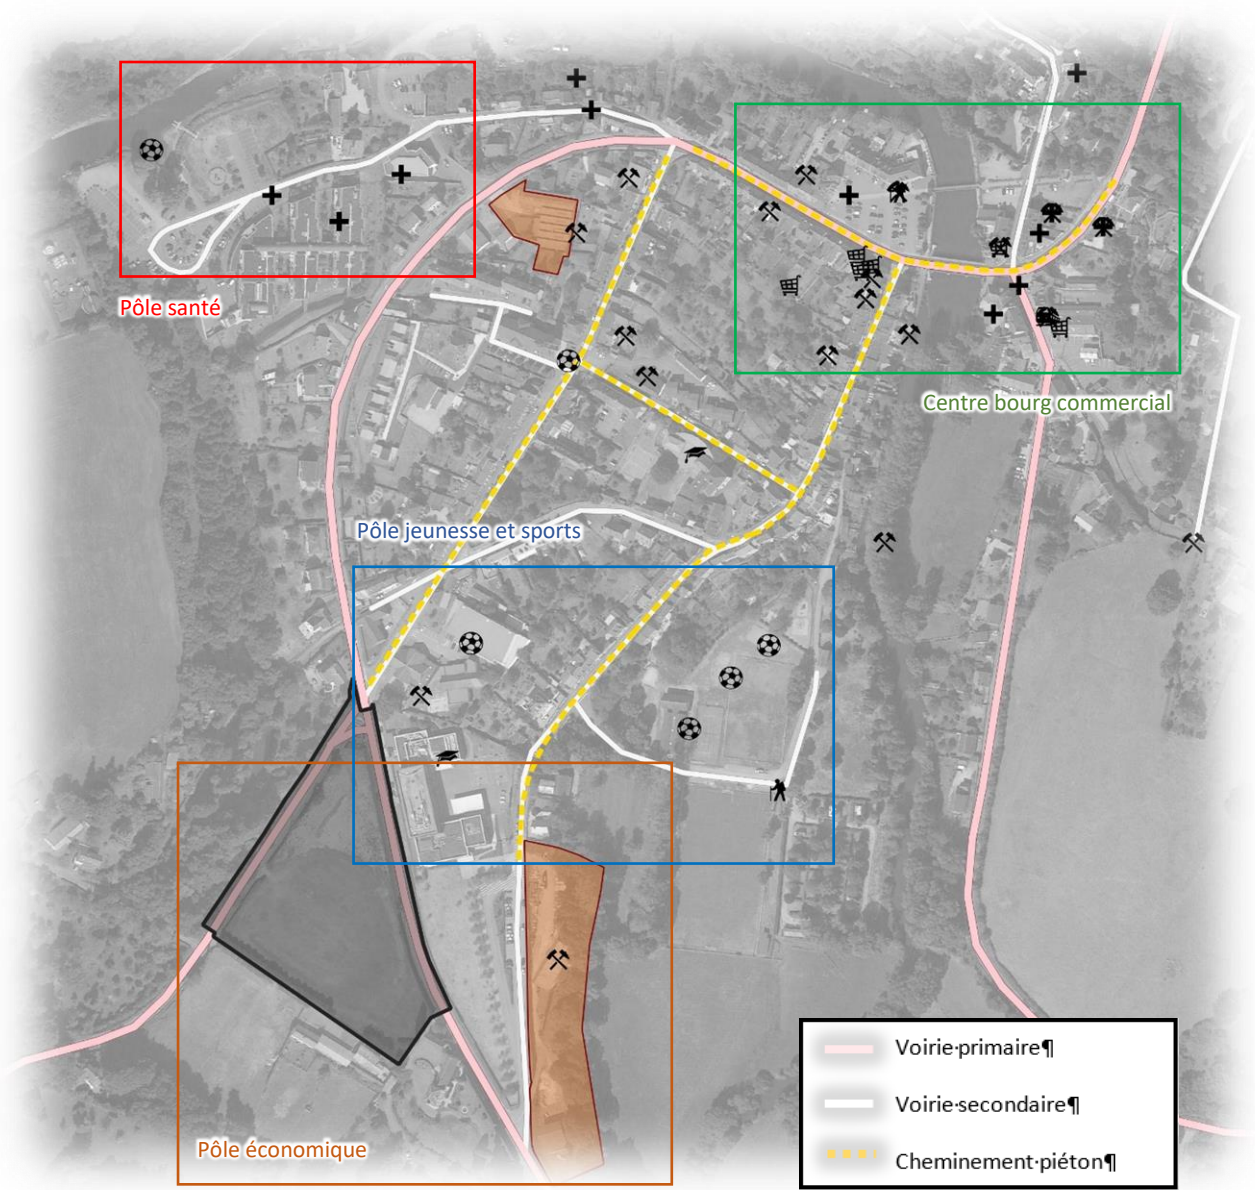 Pôle santé
Centre bourg commercial
Pôle jeunesse et sports
Pôle économique
Voirie·primaire¶
Voirie·secondaire¶
Cheminement·piéton¶